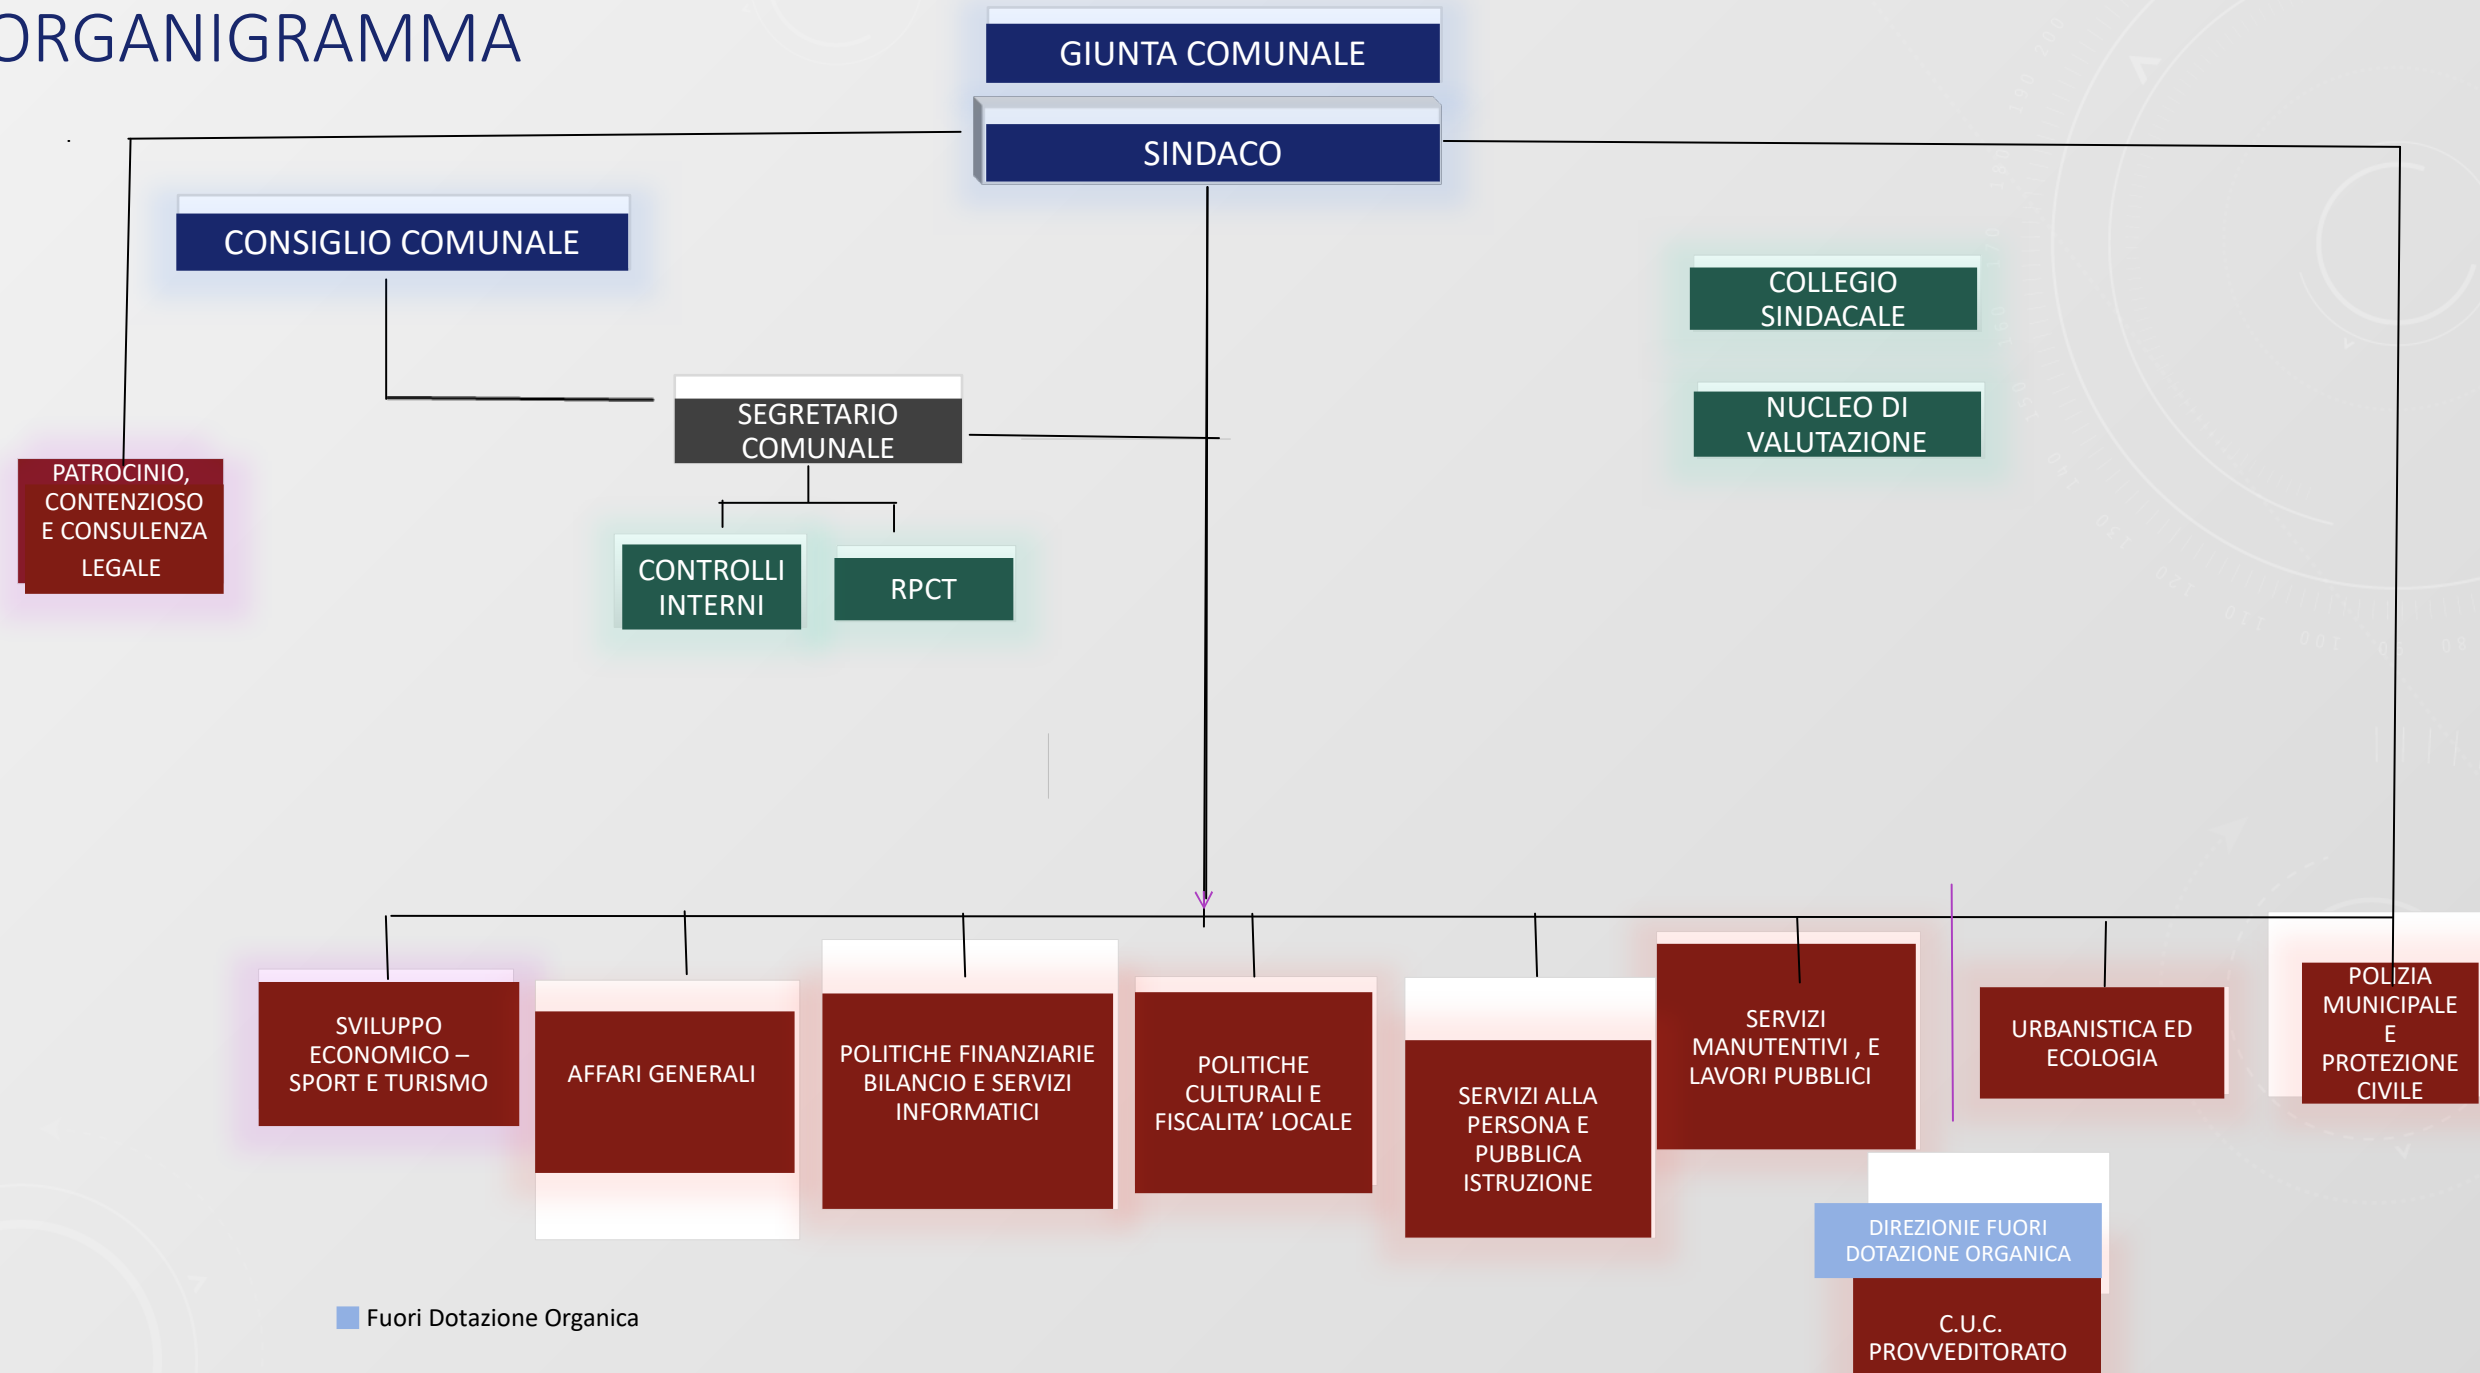 ORGANIGRAMMA
GIUNTA COMUNALE
SINDACO
CONSIGLIO COMUNALE
COLLEGIO
SINDACALE
SEGRETARIO
COMUNALE
NUCLEO DI
VALUTAZIONE
PATROCINIO,
CONTENZIOSO
E CONSULENZA
LEGALE
CONTROLLI
INTERNI
RPCT
SVILUPPO
ECONOMICO –
SPORT E TURISMO
AFFARI GENERALI
POLITICHE FINANZIARIE
BILANCIO E SERVIZI
INFORMATICI
POLITICHE
CULTURALI E
FISCALITA’ LOCALE
SERVIZI ALLA
PERSONA E
PUBBLICA
ISTRUZIONE
SERVIZI
MANUTENTIVI , E
LAVORI PUBBLICI
URBANISTICA ED
ECOLOGIA
POLIZIA
MUNICIPALE
E
PROTEZIONE
CIVILE
DIREZIONIE FUORI
DOTAZIONE ORGANICA
C.U.C.
PROVVEDITORATO
Fuori Dotazione Organica